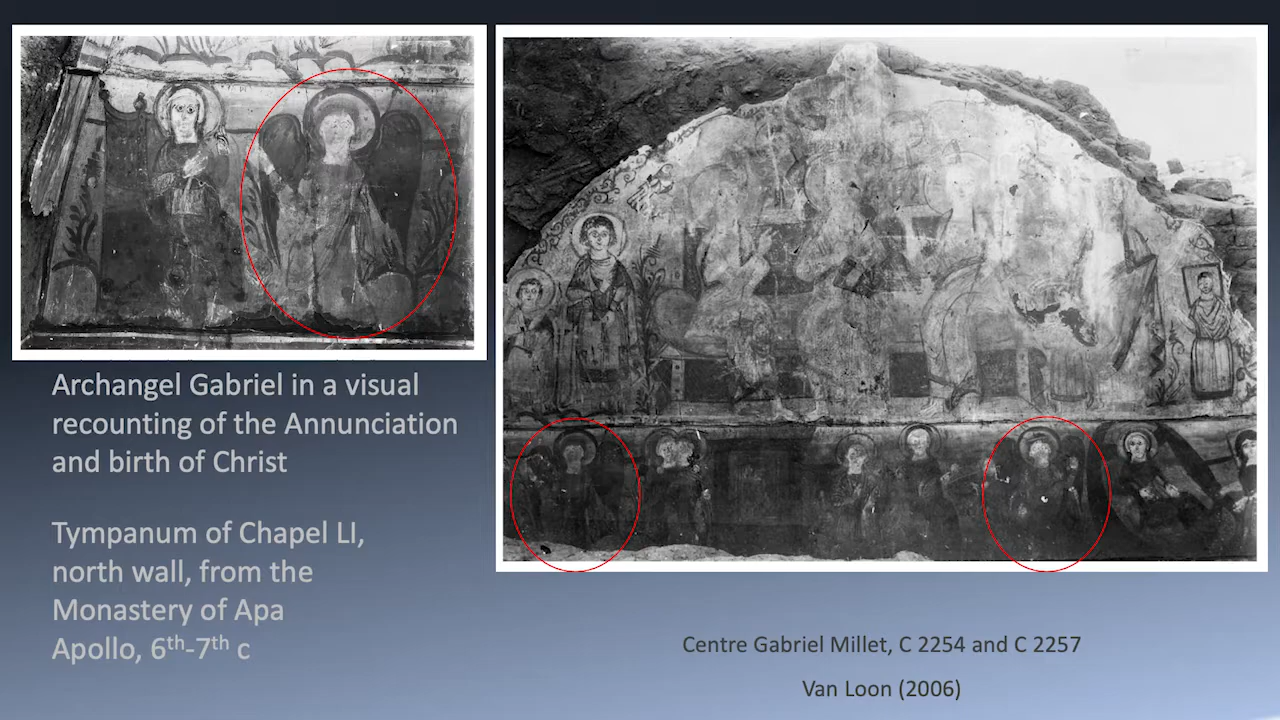 Archangel Gabriel in a visual
recounting of the Annunciation
and birth of Christ
Tympanum of Chapel LI,
north wall, from the
Monastery of Apa
Apollo, 6th-7th c
Centre Gabriel Millet, C 2254 and C 2257
Van Loon (2006)